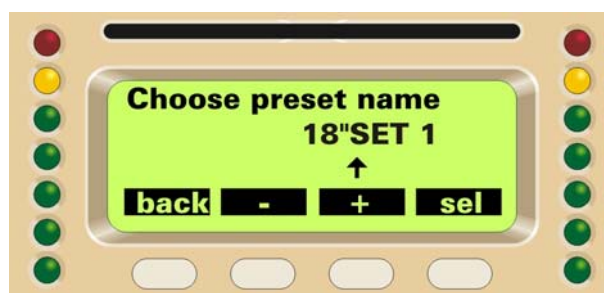 Choose preset name
18"SET 1
↑
back - + sel